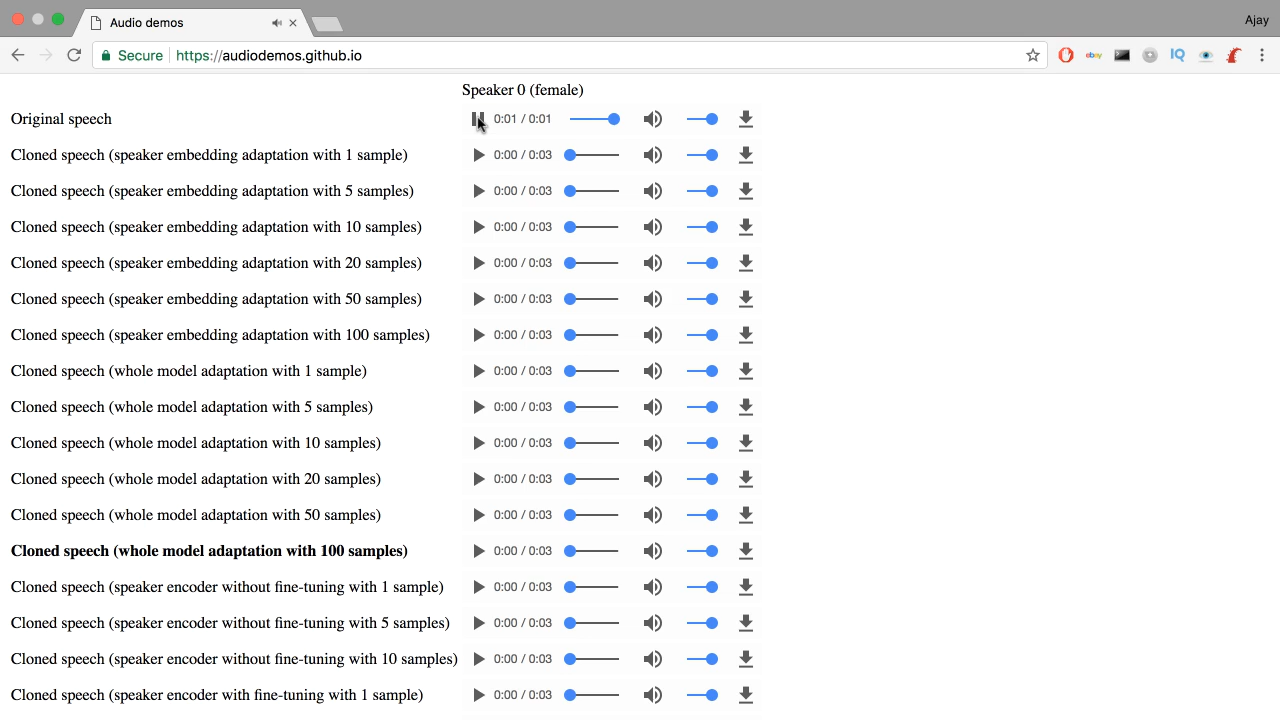 Audio demos
Ajay
Secure https://audiodemos.github.io ebay IQ
Speaker 0 (female)
Original speech 0:01 / 0:01
Cloned speech (speaker embedding adaptation with 1 sample) 0:00 / 0:03
Cloned speech (speaker embedding adaptation with 5 samples) 0:00 / 0:03
Cloned speech (speaker embedding adaptation with 10 samples) 0:00 / 0:03
Cloned speech (speaker embedding adaptation with 20 samples) 0:00 / 0:03
Cloned speech (speaker embedding adaptation with 50 samples) 0:00 / 0:03
Cloned speech (speaker embedding adaptation with 100 samples) 0:00 / 0:03
Cloned speech (whole model adaptation with 1 sample) 0:00 / 0:03
Cloned speech (whole model adaptation with 5 samples) 0:00 / 0:03
Cloned speech (whole model adaptation with 10 samples) 0:00 / 0:03
Cloned speech (whole model adaptation with 20 samples) 0:00 / 0:03
Cloned speech (whole model adaptation with 50 samples) 0:00 / 0:03
Cloned speech (whole model adaptation with 100 samples) 0:00 / 0:03
Cloned speech (speaker encoder without fine-tuning with 1 sample) 0:00 / 0:03
Cloned speech (speaker encoder without fine-tuning with 5 samples) 0:00 / 0:03
Cloned speech (speaker encoder without fine-tuning with 10 samples) 0:00 / 0:03
Cloned speech (speaker encoder with fine-tuning with 1 sample) 0:00 / 0:03